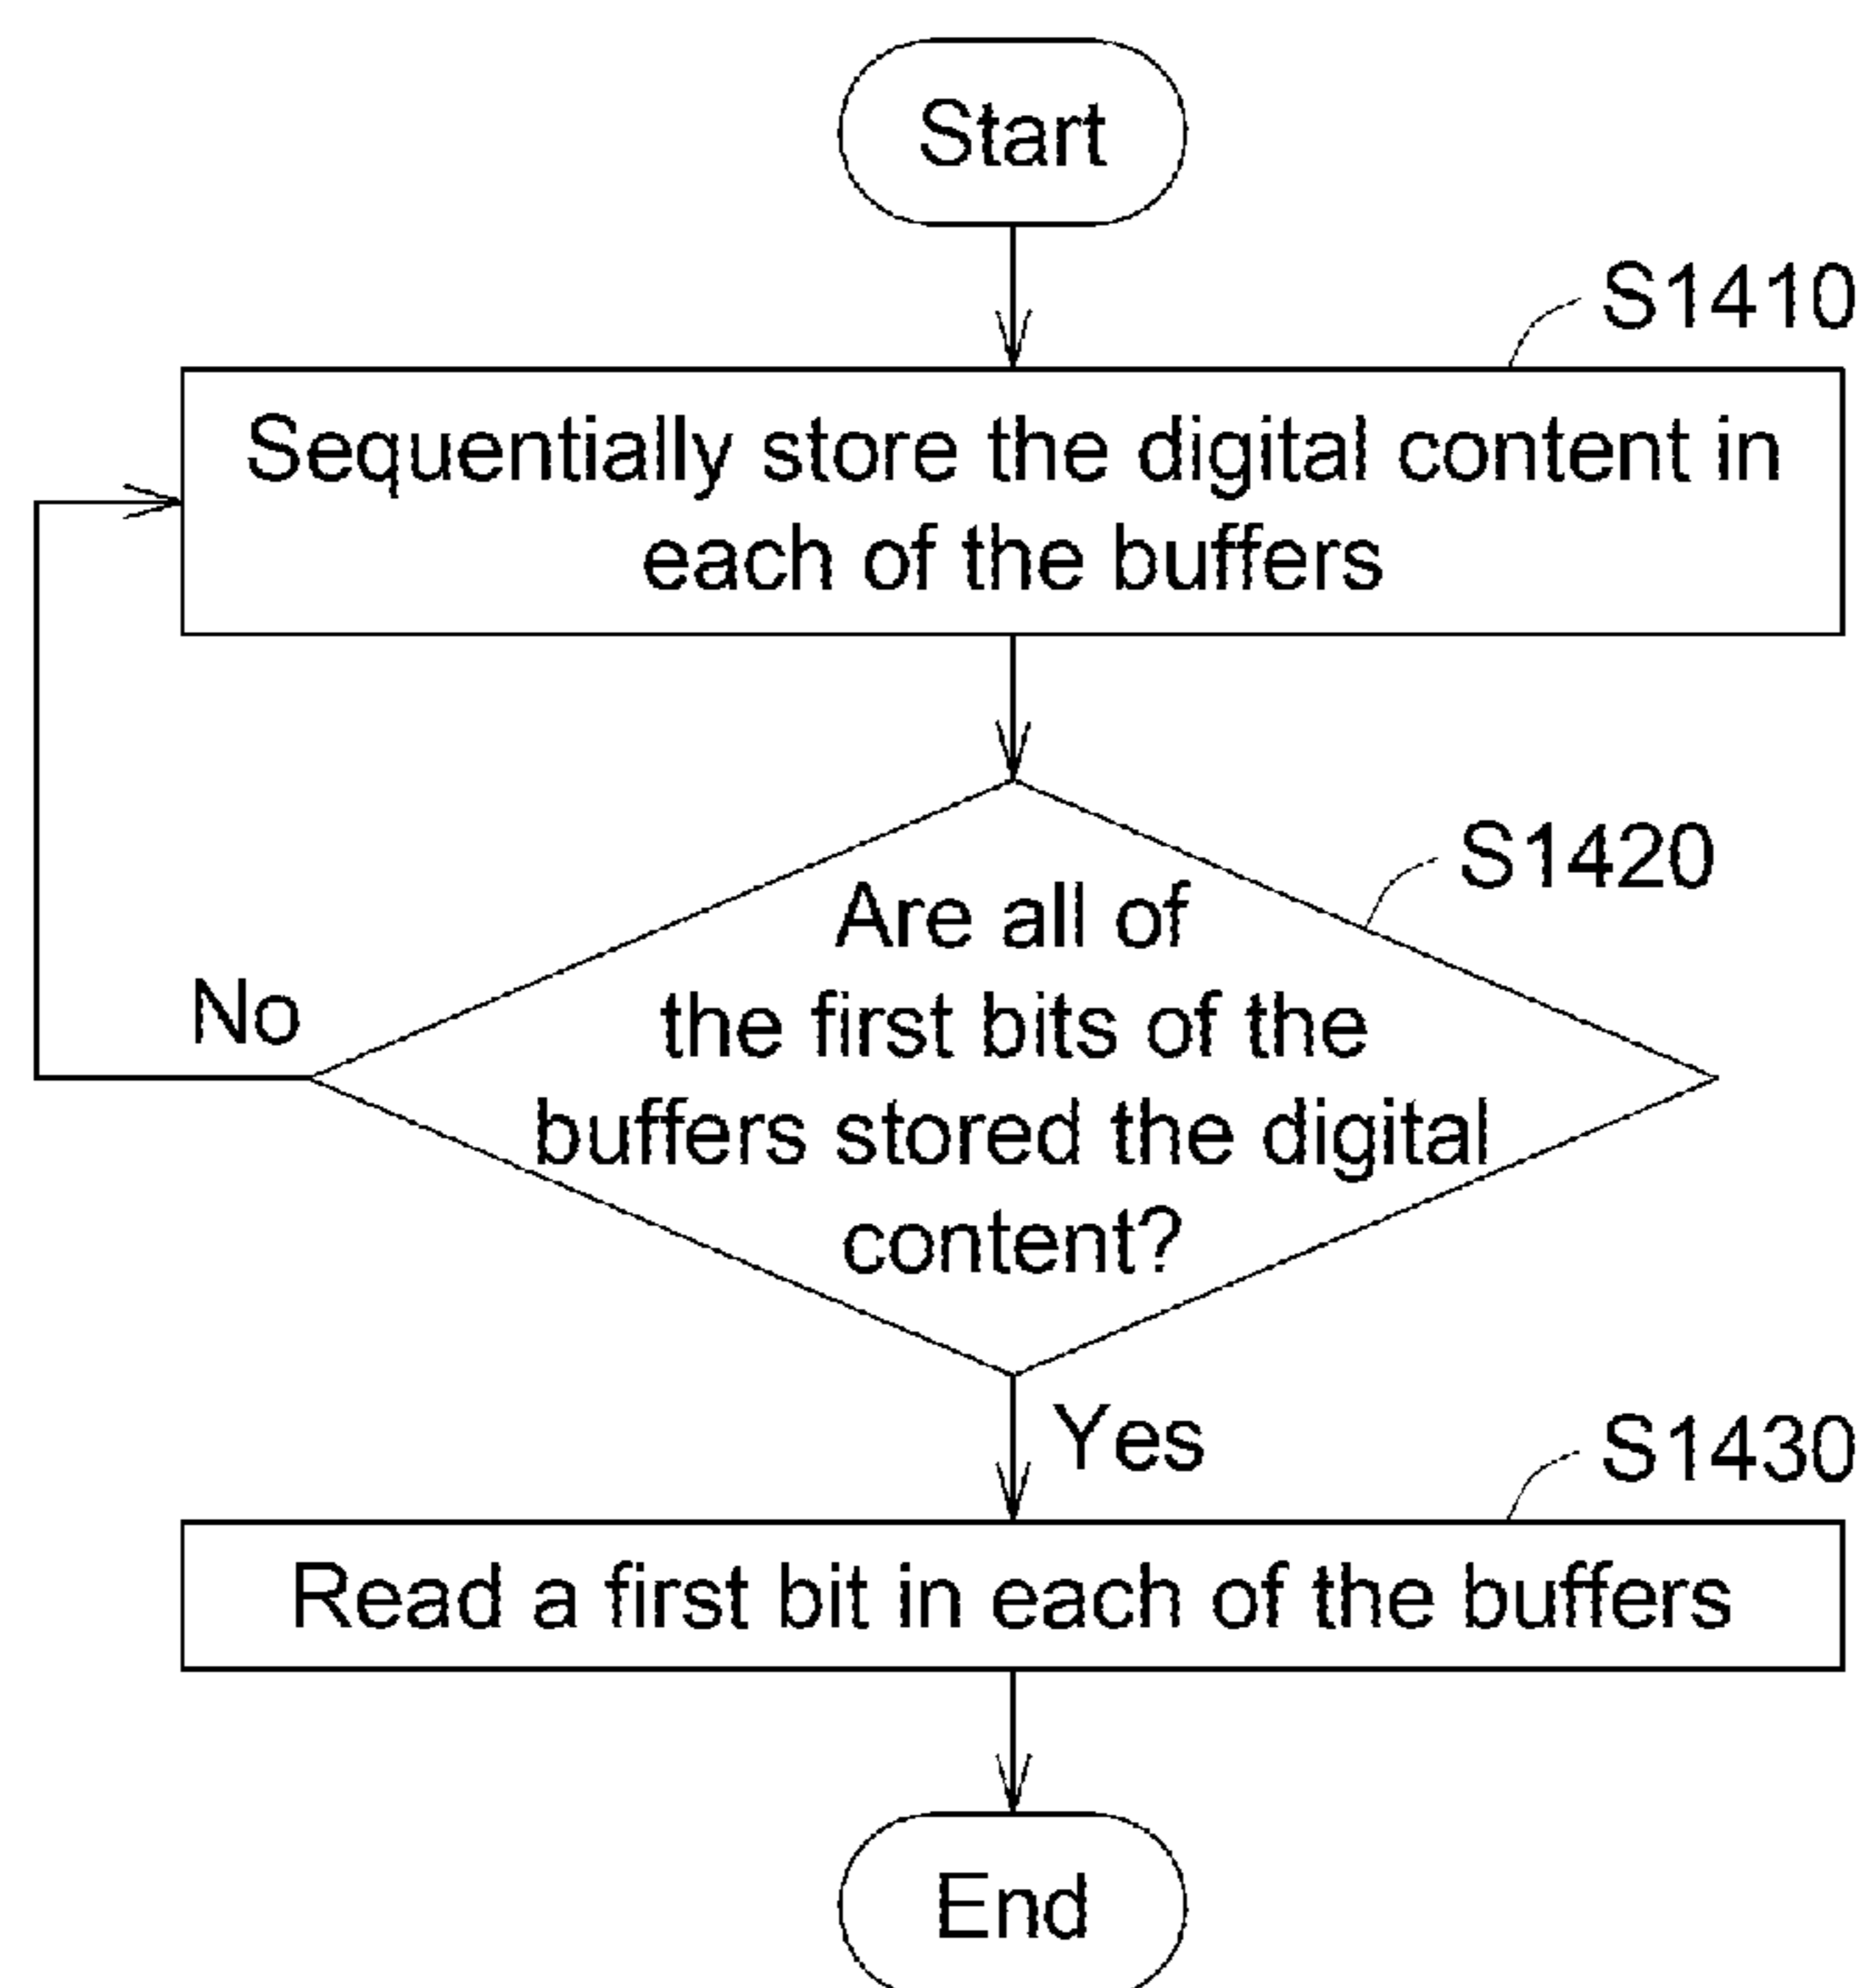 Start
S1410
Sequentially store the digital content in
each of the buffers
S1420
Are all of
the first bits of the
buffers stored the digital
content?
No
Yes
S1430
Read a first bit in each of the buffers
End